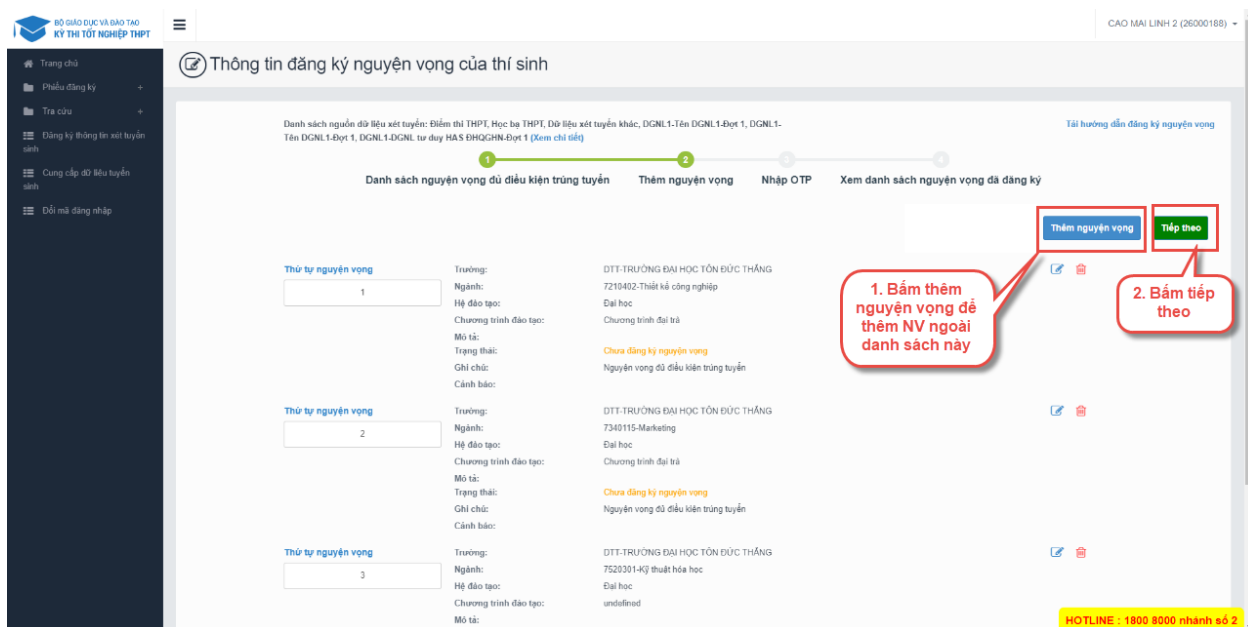 BỘ GIÁO DỤC VÀ ĐÀO TẠO
KỲ THI TỐT NGHIỆP THPT
CAO MAI LINH 2 (26000188)
Trang chủ
Phiếu đăng ký +
Tra cứu +
Đăng ký thông tin xét tuyển
sinh
Cung cấp dữ liệu tuyển
sinh
Đổi mã đăng nhập
Thông tin đăng ký nguyện vọng của thí sinh
Danh sách nguồn dữ liệu xét tuyển: Điểm thi THPT, Học bạ THPT, Dữ liệu xét tuyển khác, DGNL1-Tên DGNL1-Đợt 1, DGNL1-
Tên DGNL1-Đợt 1, DGNL1-DGNL tư duy HAS ĐHQGHN-Đợt 1 (Xem chi tiết)
Tải hướng dẫn đăng ký nguyện vọng
1 2 3 4
Danh sách nguyện vọng đủ điều kiện trúng tuyển Thêm nguyện vọng Nhập OTP Xem danh sách nguyện vọng đã đăng ký
Thêm nguyện vọng Tiếp theo
1. Bấm thêm
nguyện vọng để
thêm NV ngoài
danh sách này
2. Bấm tiếp
theo
Thứ tự nguyện vọng
1
Trường: DTT-TRƯỜNG ĐẠI HỌC TÔN ĐỨC THẮNG
Ngành: 7210402-Thiết kế công nghiệp
Hệ đào tạo: Đại học
Chương trình đào tạo: Chương trình đại trà
Mô tả:
Trạng thái: Chưa đăng ký nguyện vọng
Ghi chú: Nguyện vọng đủ điều kiện trúng tuyển
Cảnh báo:
Thứ tự nguyện vọng
2
Trường: DTT-TRƯỜNG ĐẠI HỌC TÔN ĐỨC THẮNG
Ngành: 7340115-Marketing
Hệ đào tạo: Đại học
Chương trình đào tạo: Chương trình đại trà
Mô tả:
Trạng thái: Chưa đăng ký nguyện vọng
Ghi chú: Nguyện vọng đủ điều kiện trúng tuyển
Cảnh báo:
Thứ tự nguyện vọng
3
Trường: DTT-TRƯỜNG ĐẠI HỌC TÔN ĐỨC THẮNG
Ngành: 7520301-Kỹ thuật hóa học
Hệ đào tạo: Đại học
Chương trình đào tạo: undefined
Mô tả:
HOTLINE : 1800 8000 nhánh số 2